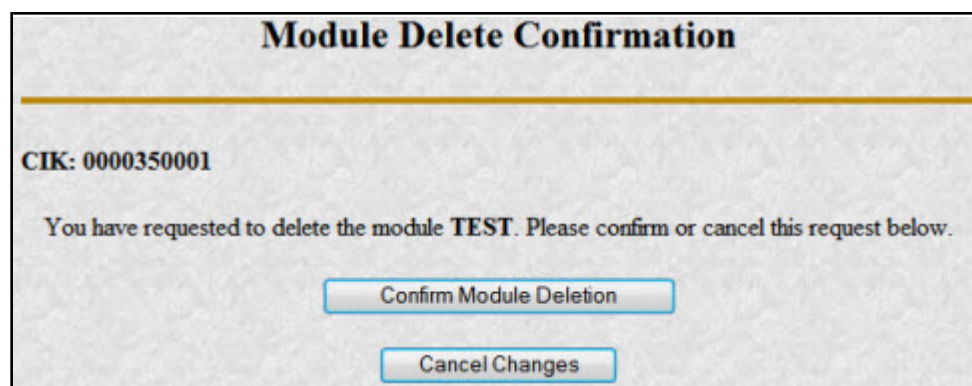 Module Delete Confirmation
CIK: 0000350001
You have requested to delete the module TEST. Please confirm or cancel this request below.
Confirm Module Deletion
Cancel Changes